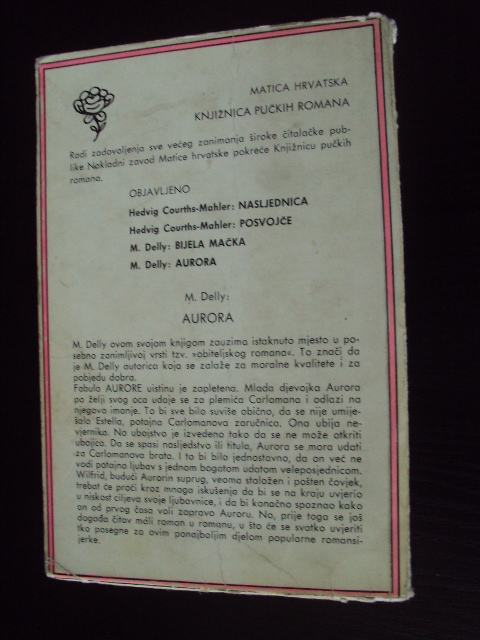 MATICA HRVATSKA
KNJIŽNICA PUČKIH ROMANA
Radi zadovoljenja sve većeg zanimanja široke čitalačke pub-
like Nakladni zavod Matice hrvatske pokreće Knjižnicu pučkih
romana.
OBJAVLJENO
Hedvig Courths-Mahler: NASLJEDNICA
Hedvig Courths-Mahler: POSVOJČE
M. Delly: BIJELA MAČKA
M. Delly: AURORA
M. Delly:
AURORA
M. Delly ovom svojom knjigom zauzima istaknuto mjesto u po-
sebno zanimljivoj vrsti tzv. »obiteljskog romana«. To znači da
je M. Delly autorica koja se zalaže za moralne kvalitete i za
pobjedu dobra.
Fabula AURORE uistinu je zapletena. Mlada djevojka Aurora
po želji svog oca udaje se za plemića Carlomana i odlazi na
njegovo imanje. To bi sve bilo suviše obično, da se nije umije-
šala Estella, potajna Carlomanova zaručnica. Ona ubija ne-
vjernika. No ubojstvo je izvedeno tako da se ne može otkriti
ubojica. Da se spasi nasljedstvo ili titula, Aurora se mora udati
za Carlomanova brata. I to bi bilo jednostavno, da on već ne
vodi potajno ljubav s jednom bogatom udatom veleposjednicom.
Wilfrid, budući Aurorin suprug, veoma staložen i pošten čovjek,
trebat će proći kroz mnoga iskušenja da bi se na kraju uvjerio
u niskost ciljeva svoje ljubavnice, i da bi konačno spoznao kako
on od prvog časa voli zapravo Auroru. No, prije toga se još
događa čitav mali roman u romanu, u što će se svatko uvjeriti
tko posegne za ovim ponajboljim djelom popularne romansi-
jerke.